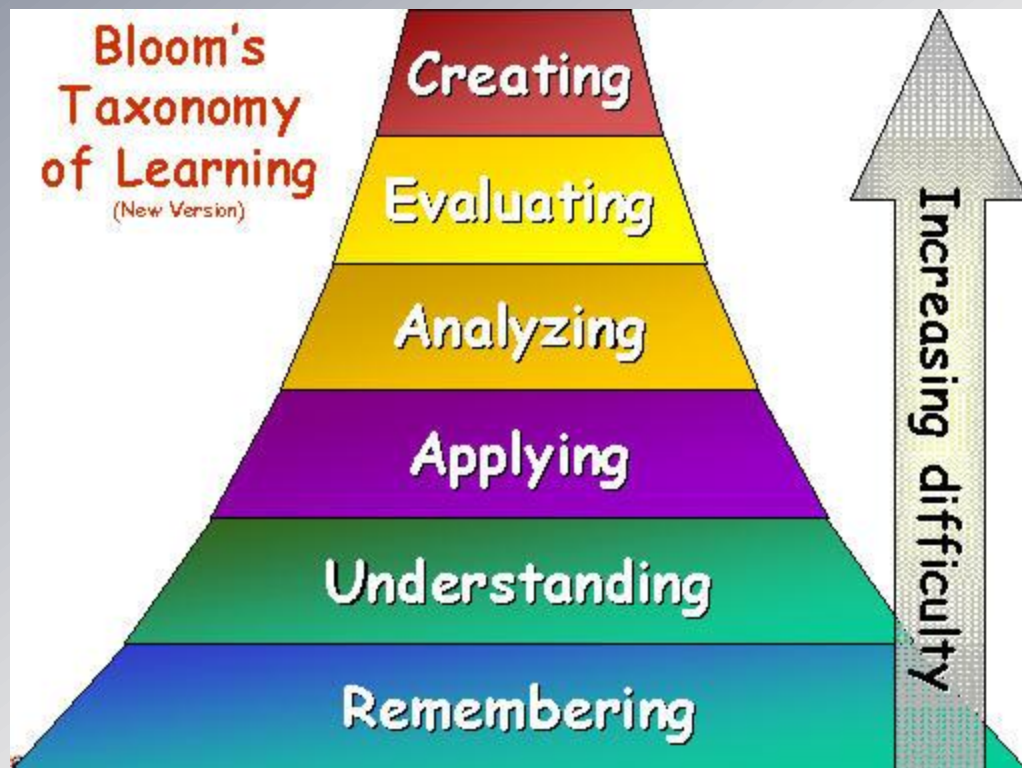 Bloom's
Taxonomy
of Learning
(New Version)
Creating
Evaluating
Analyzing
Applying
Understanding
Remembering
Increasing difficulty